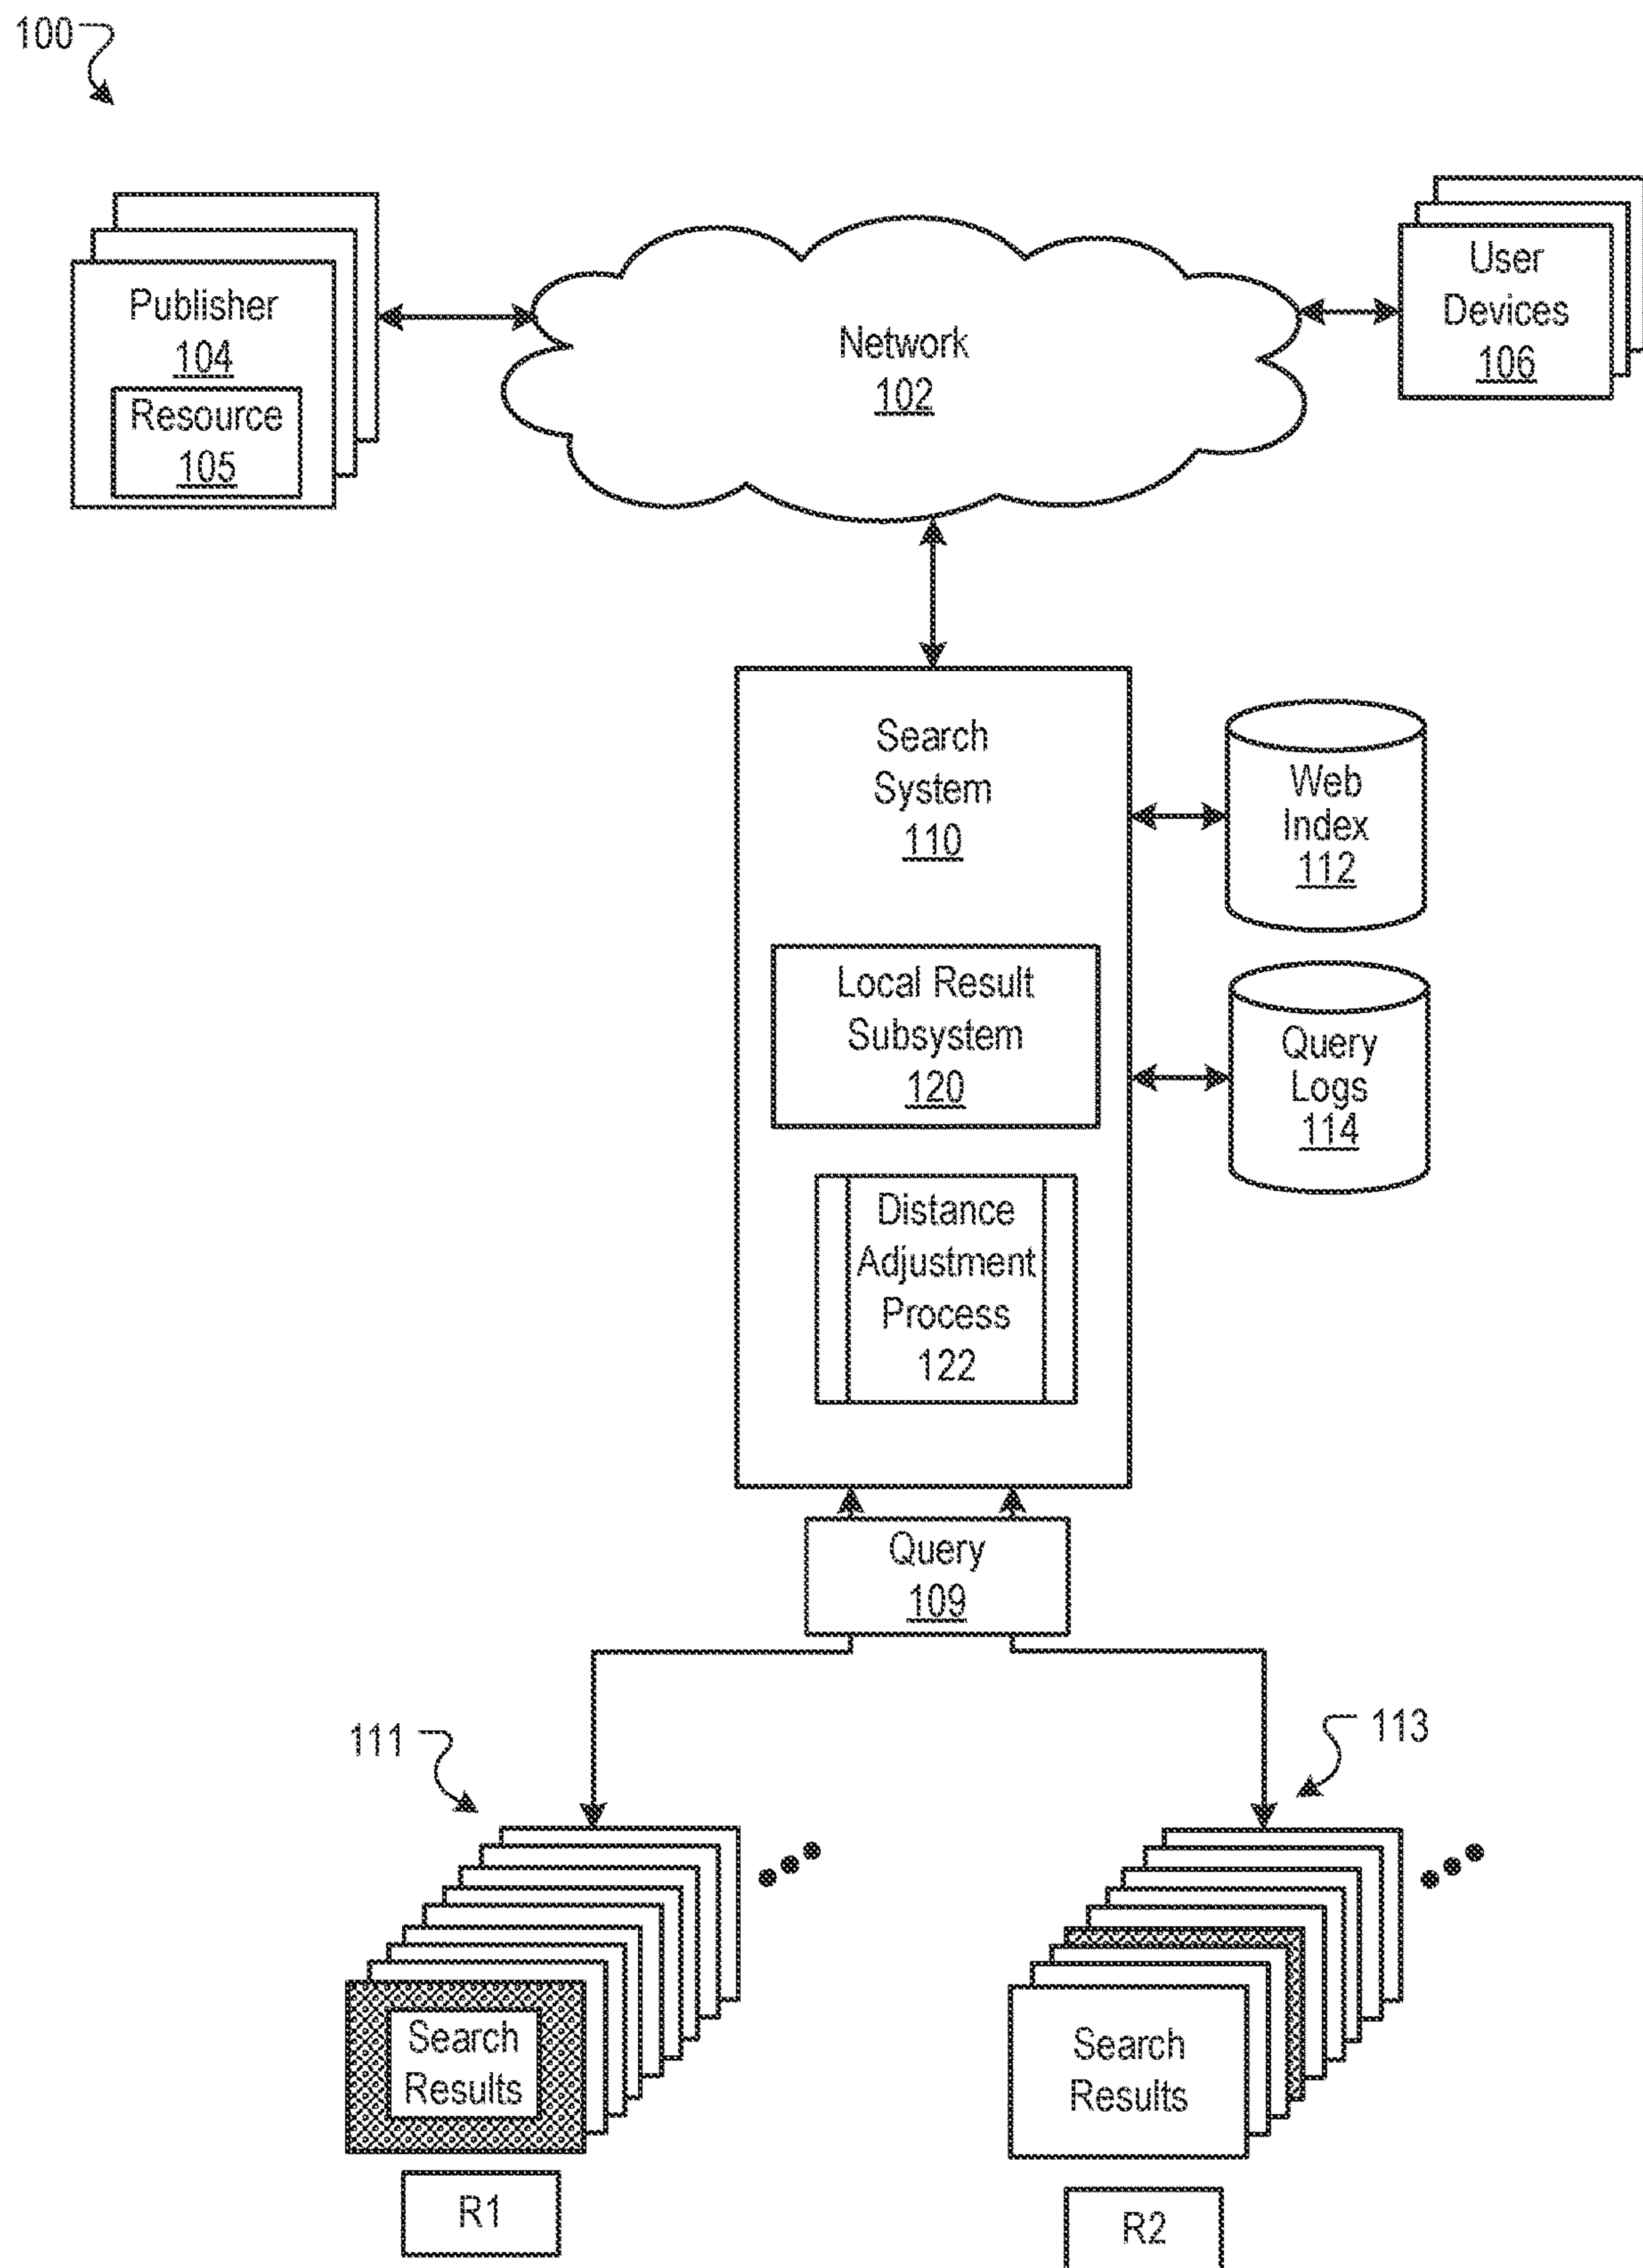 100
Publisher
104
Resource
105
Network
102
User
Devices
106
Search
System
110
Web
Index
112
Local Result
Subsystem
120
Query
Logs
114
Distance
Adjustment
Process
122
Query
109
111
113
Search
Results
Search
Results
R1
R2